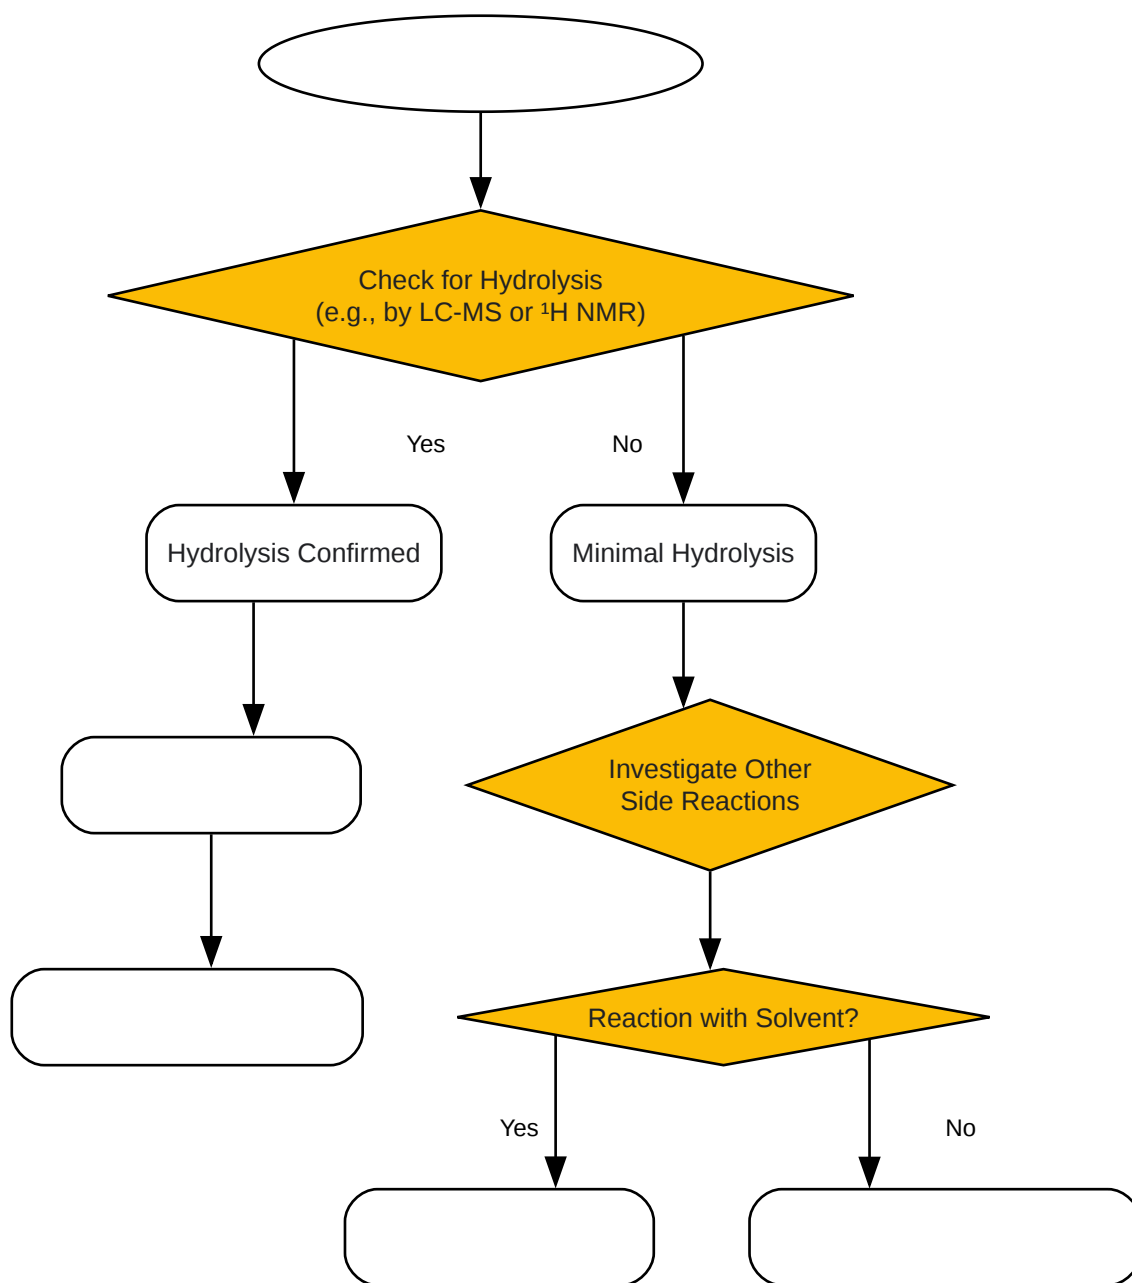 Check for Hydrolysis
(e.g., by LC-MS or ¹H NMR)
Yes
No
Hydrolysis Confirmed
Minimal Hydrolysis
Investigate Other
Side Reactions
Reaction with Solvent?
Yes
No